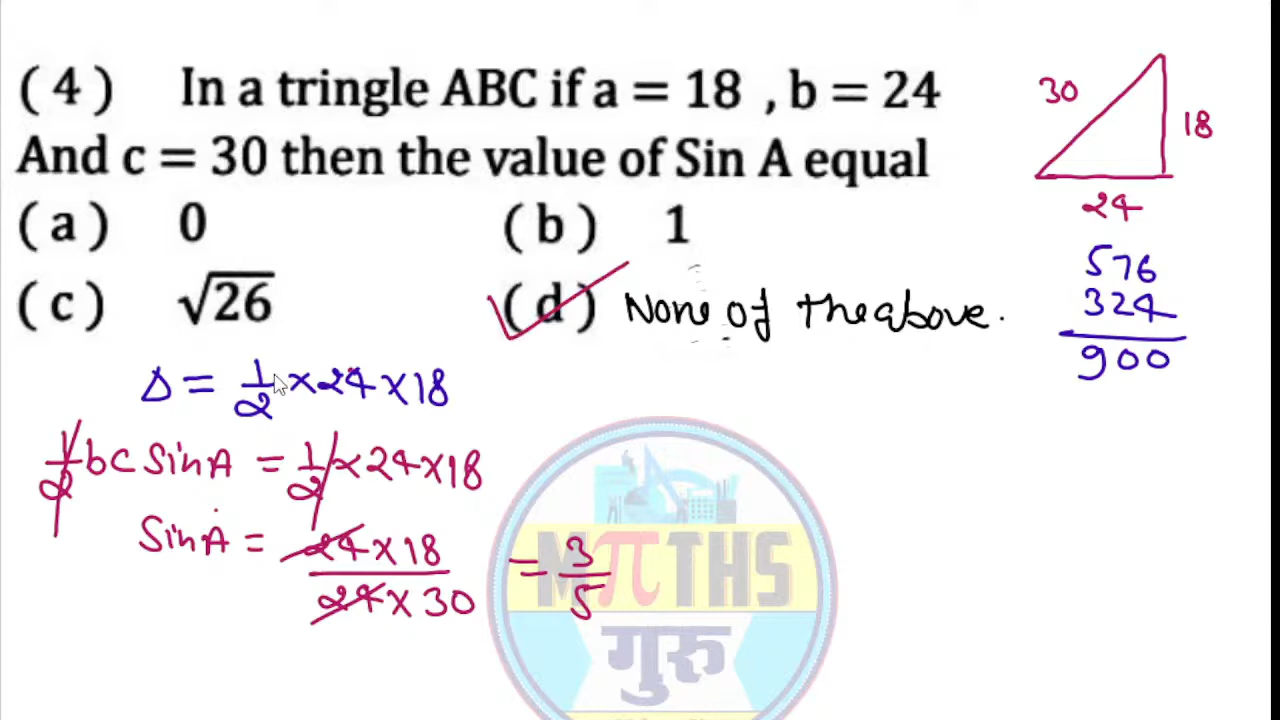 (4) In a tringle ABC if a = 18 , b = 24
And c = 30 then the value of Sin A equal
(a) 0 (b) 1
(c) √26 (d) None of the above.
30
18
24
576
324
900
Δ = 1/2 × 24 × 18
1/2 bc sin A = 1/2 × 24 × 18
Sin A = 24 × 18 / 24 × 30 = 3/5
MπTHS
गुरु